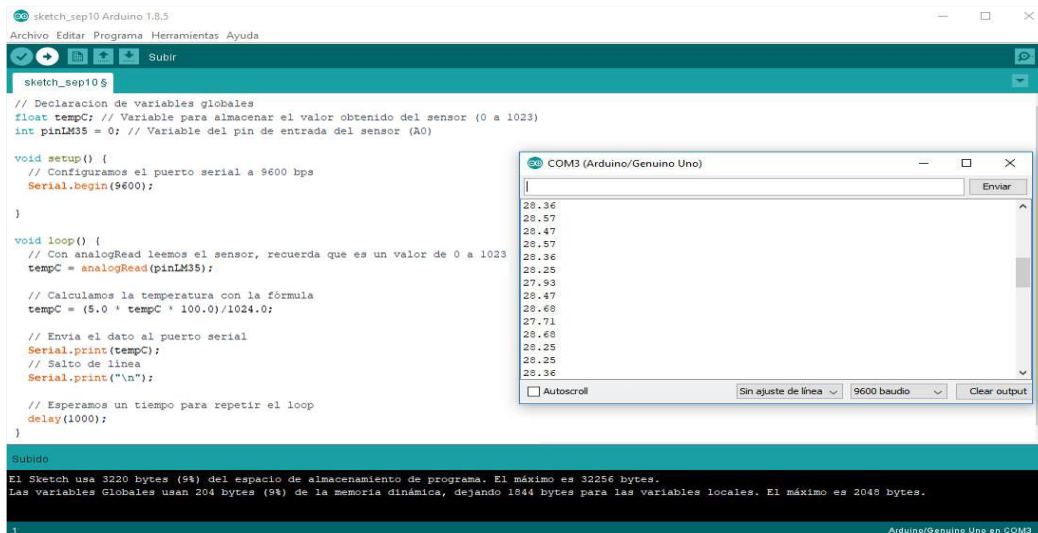 sketch_sep10 Arduino 1.8.5
Archivo Editar Programa Herramientas Ayuda
Subir
sketch_sep10 §
// Declaracion de variables globales
float tempC; // Variable para almacenar el valor obtenido del sensor (0 a 1023)
int pinLM35 = 0; // Variable del pin de entrada del sensor (A0)
void setup() {
// Configuramos el puerto serial a 9600 bps
Serial.begin(9600);
}
void loop() {
// Con analogRead leemos el sensor, recuerda que es un valor de 0 a 1023
tempC = analogRead(pinLM35);
// Calculamos la temperatura con la fórmula
tempC = (5.0 * tempC * 100.0)/1024.0;
// Envia el dato al puerto serial
Serial.print(tempC);
// Salto de linea
Serial.print("\n");
// Esperamos un tiempo para repetir el loop
delay(1000);
}
COM3 (Arduino/Genuino Uno)
Enviar
28.36
28.57
28.47
28.57
28.36
28.25
27.93
28.47
28.68
27.71
28.68
28.25
28.25
28.36
Autoscroll
Sin ajuste de línea
9600 baudio
Clear output
Subido
El Sketch usa 3220 bytes (9%) del espacio de almacenamiento de programa. El máximo es 32256 bytes.
Las variables Globales usan 204 bytes (9%) de la memoria dinámica, dejando 1844 bytes para las variables locales. El máximo es 2048 bytes.
1
Arduino/Genuino Uno en COM3